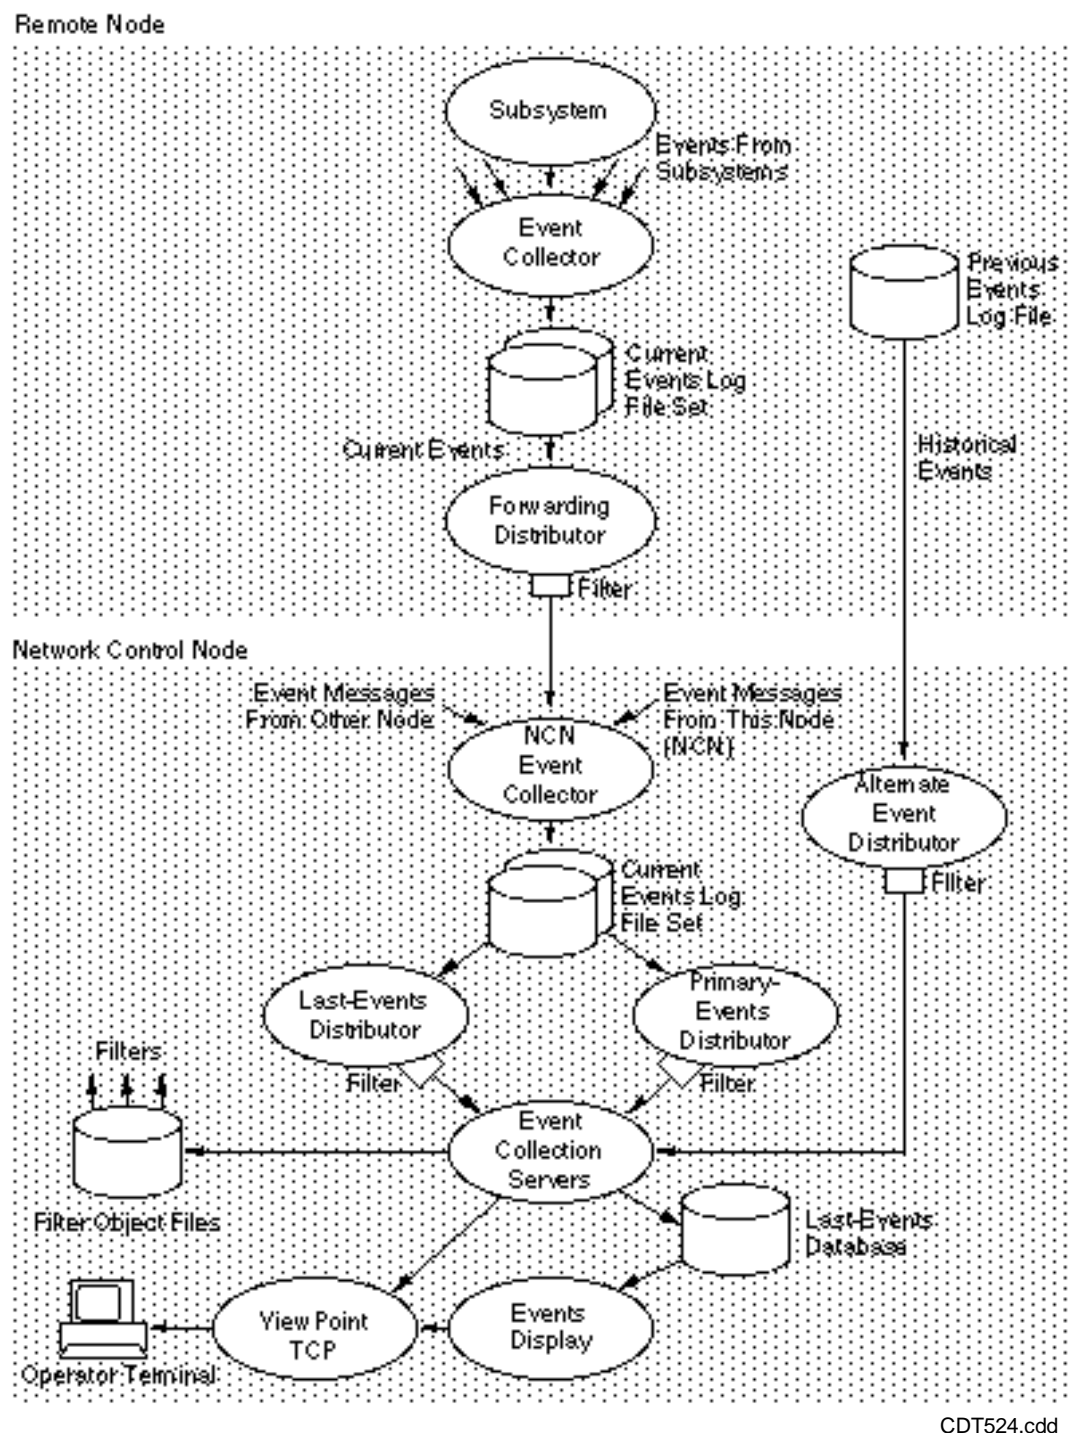 Remote Node
Subsystem
Events From
Subsystems
Event
Collector
Previous
Events
Log File
Current
Events Log
File Set
Current Events
Historical
Events
Forwarding
Distributor
Filter
Network Control Node
Event Messages
From Other Node
Event Messages
From This Node
(NCN)
NCN
Event
Collector
Alternate
Event
Distributor
Filter
Current
Events Log
File Set
Last-Events
Distributor
Primary-
Events
Distributor
Filters
Filter
Filter
Event
Collection
Servers
Filter Object Files
Last-Events
Database
View Point
TCP
Events
Display
Operator Terminal
CDT524.cdd